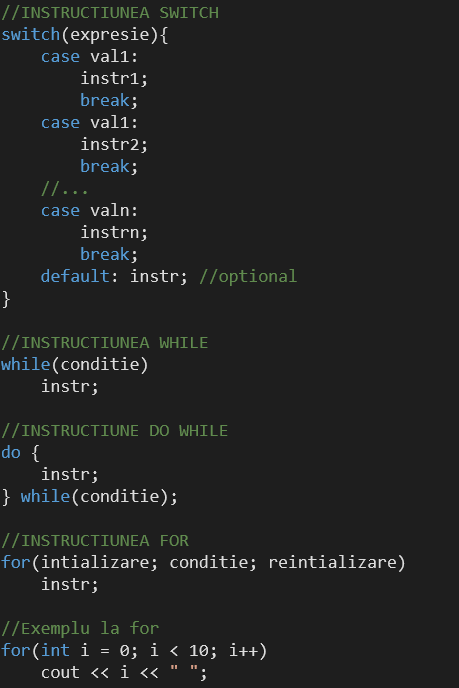 //INSTRUCTIUNEA SWITCH
switch(expresie){
    case val1:
        instr1;
        break;
    case val1:
        instr2;
        break;
    //...
    case valn:
        instrn;
        break;
    default: instr; //optional
}

//INSTRUCTIUNEA WHILE
while(conditie)
    instr;

//INSTRUCTIUNE DO WHILE
do {
    instr;
} while(conditie);

//INSTRUCTIUNEA FOR
for(intializare; conditie; reintializare)
    instr;

//Exemplu la for
for(int i = 0; i < 10; i++)
    cout << i << " ";